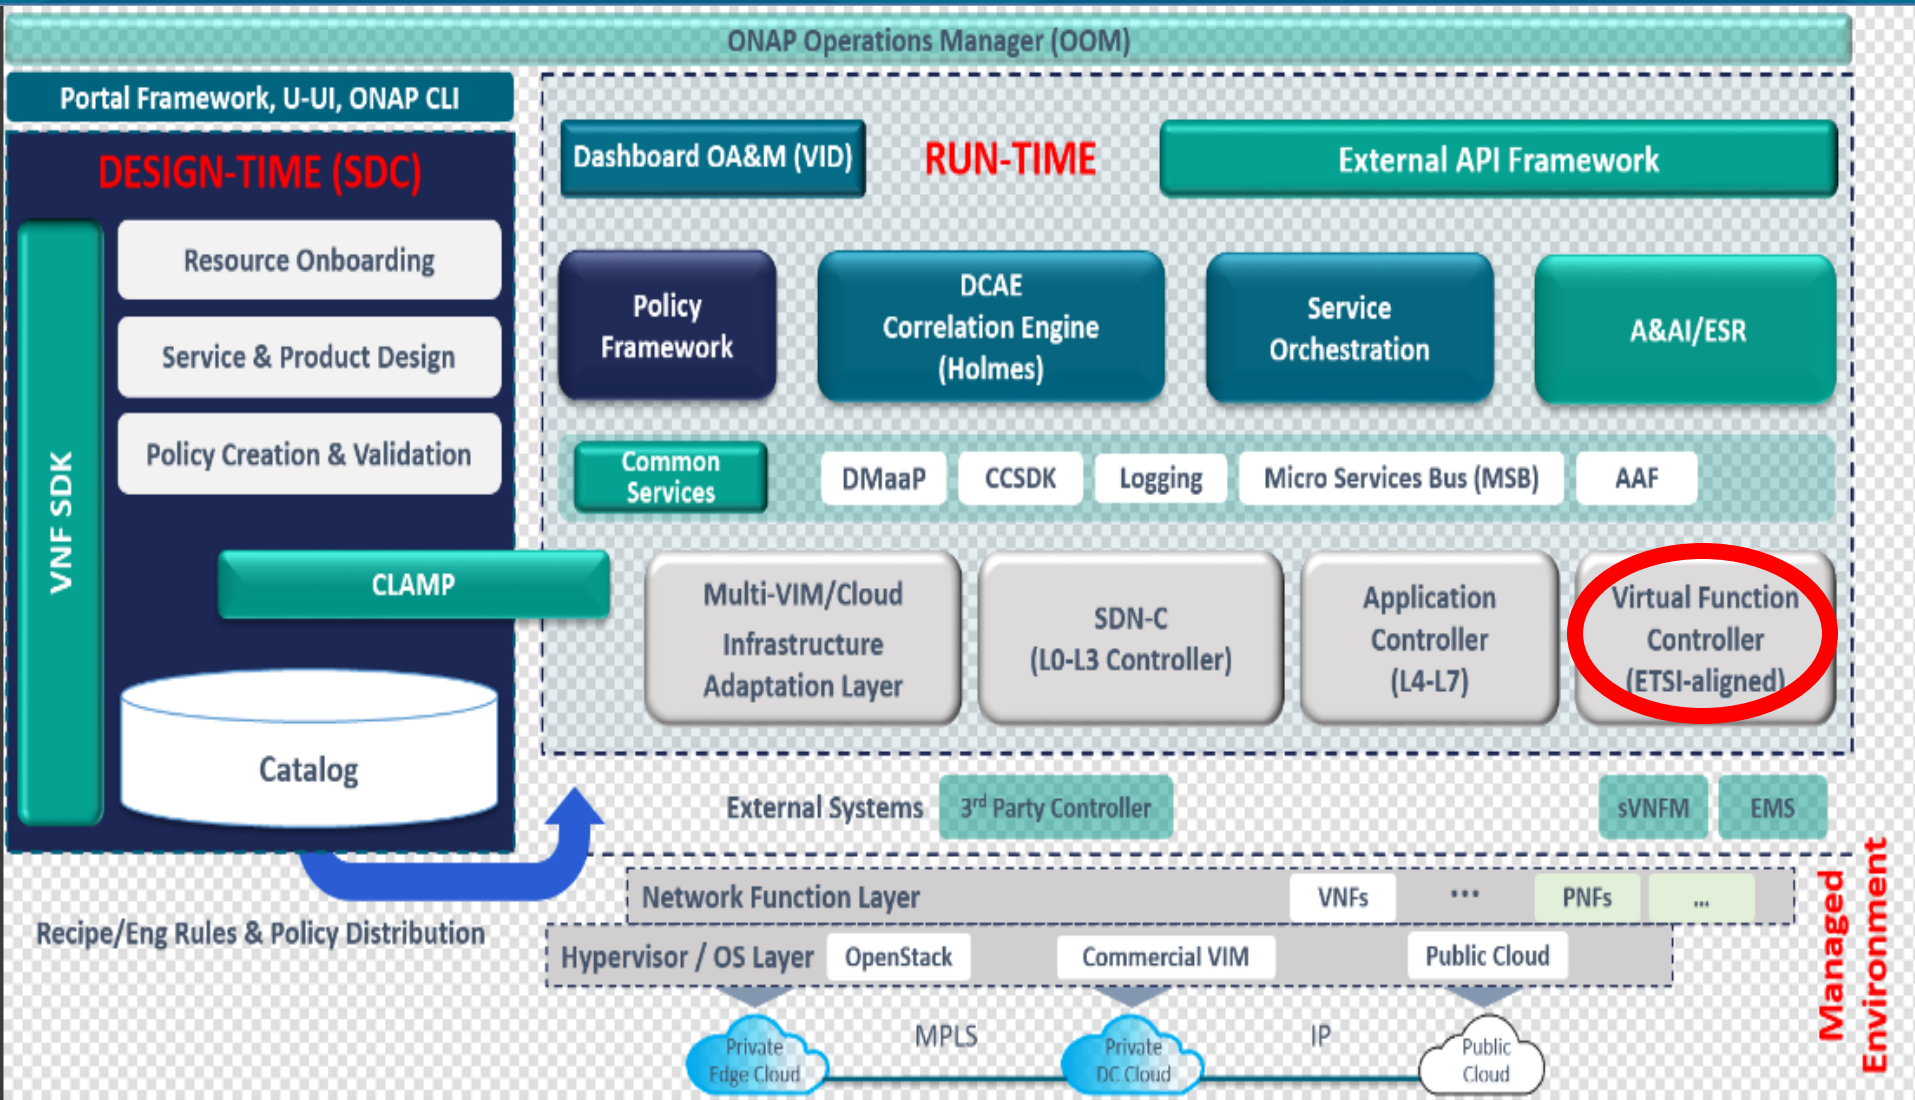 ONAP Operations Manager (OOM)
Portal Framework, U-UI, ONAP CLI
DESIGN-TIME (SDC)
VNF SDK
Resource Onboarding
Service & Product Design
Policy Creation & Validation
CLAMP
Catalog
Recipe/Eng Rules & Policy Distribution
Dashboard OA&M (VID)
RUN-TIME
External API Framework
Policy
Framework
DCAE
Correlation Engine
(Holmes)
Service
Orchestration
A&AI/ESR
Common
Services
DMaaP
CCSDK
Logging
Micro Services Bus (MSB)
AAF
Multi-VIM/Cloud
Infrastructure
Adaptation Layer
SDN-C
(L0-L3 Controller)
Application
Controller
(L4-L7)
Virtual Function
Controller
(ETSI-aligned)
External Systems
3rd Party Controller
sVNFM
EMS
Network Function Layer
VNFs
...
PNFs
...
Hypervisor / OS Layer
OpenStack
Commercial VIM
Public Cloud
Private
Edge Cloud
MPLS
Private
DC Cloud
IP
Public
Cloud
Managed
Environment